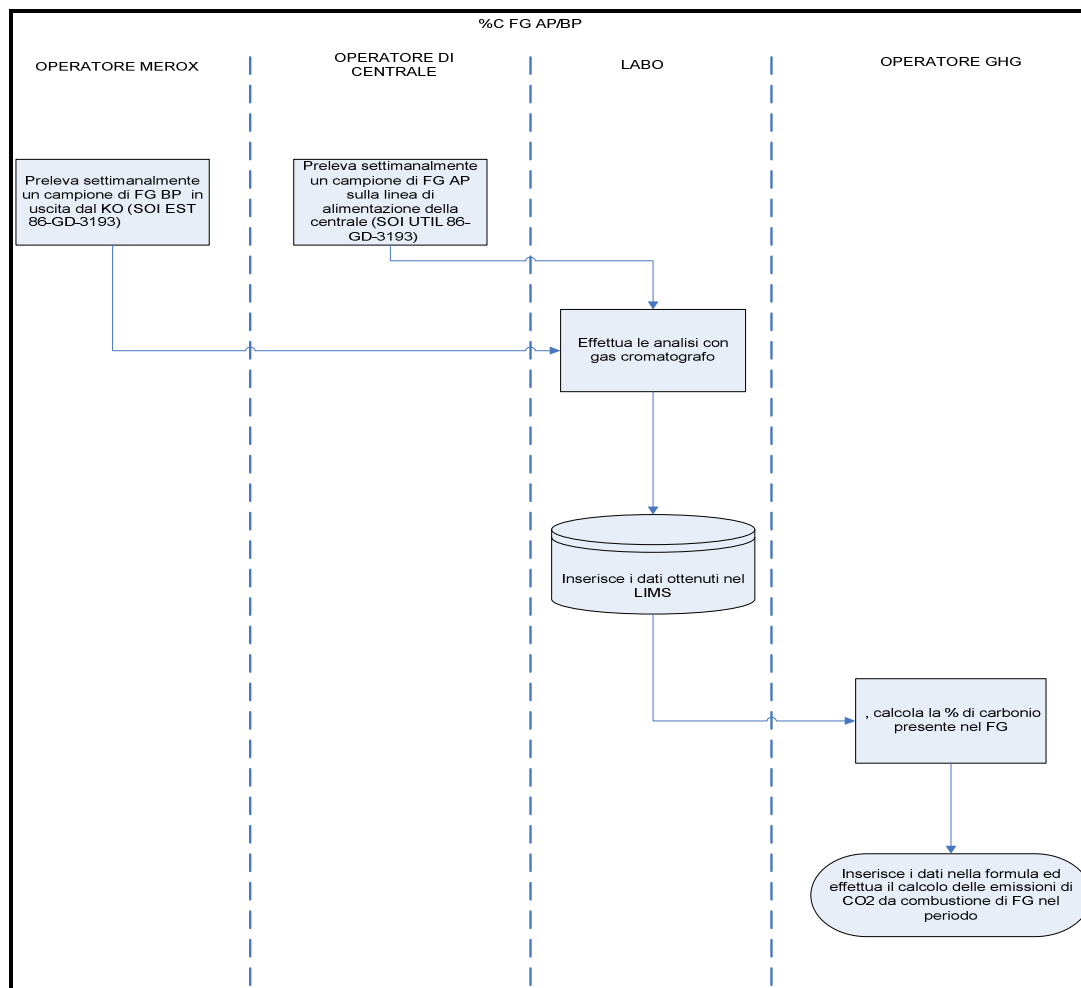 %C FG AP/BP
OPERATORE MEROX
OPERATORE DI
CENTRALE
LABO
OPERATORE GHG
Preleva settimanalmente
un campione di FG BP in
uscita dal KO (SOI EST
86-GD-3193)
Preleva settimanalmente
un campione di FG AP
sulla linea di
alimentazione della
centrale (SOI UTIL 86-
GD-3193)
Effettua le analisi con
gas cromatografo
Inserisce i dati ottenuti nel
LIMS
, calcola la % di carbonio
presente nel FG
Inserisce i dati nella formula ed
effettua il calcolo delle emissioni di
CO2 da combustione di FG nel
periodo